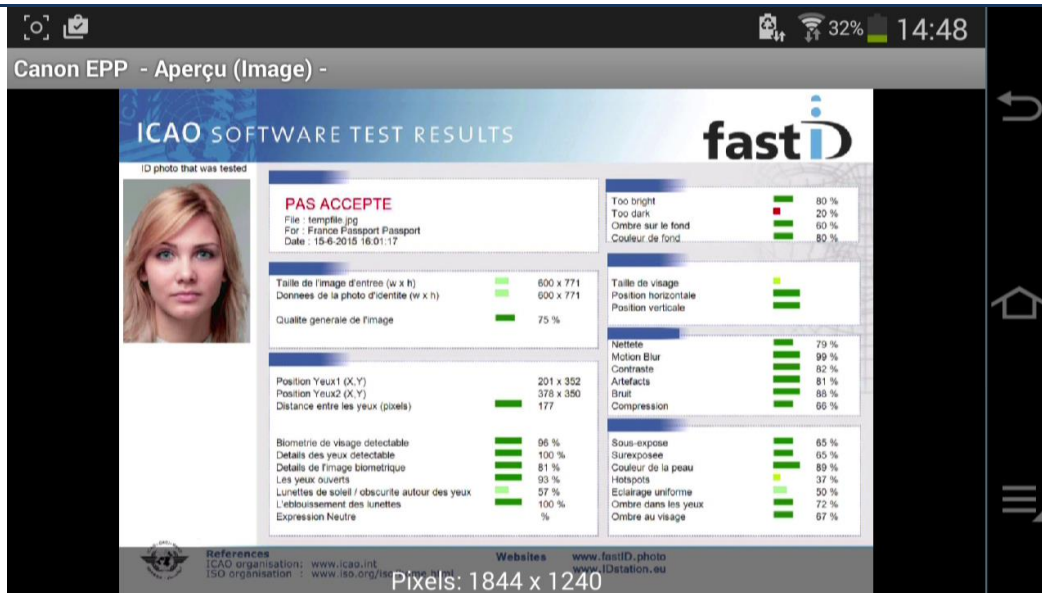 32% 14:48
Canon EPP - Aperçu (Image) -
ICAO SOFTWARE TEST RESULTS
fastiD
ID photo that was tested
PAS ACCEPTE
File : tempfile.jpg
For : France Passport Passport
Date : 15-6-2015 16:01:17
Taille de l'image d'entree (w x h) 600 x 771
Donnees de la photo d'identite (w x h) 600 x 771
Qualite generale de l'image 75 %
Position Yeux1 (X,Y) 201 x 352
Position Yeux2 (X,Y) 378 x 350
Distance entre les yeux (pixels) 177
Biometrie de visage detectable 96 %
Details des yeux detectable 100 %
Details de l'image biometrique 81 %
Les yeux ouverts 93 %
Lunettes de soleil / obscurite autour des yeux 57 %
L'eblouissement des lunettes 100 %
Expression Neutre %
Too bright 80 %
Too dark 20 %
Ombre sur le fond 60 %
Couleur de fond 80 %
Taille de visage
Position horizontale
Position verticale
Nettete 79 %
Motion Blur 99 %
Contraste 82 %
Artefacts 81 %
Bruit 88 %
Compression 66 %
Sous-expose 65 %
Surexposee 65 %
Couleur de la peau 89 %
Hotspots 37 %
Eclairage uniforme 50 %
Ombre dans les yeux 72 %
Ombre au visage 67 %
References
ICAO organisation: www.icao.int
ISO organisation :
Websites www.fastID.photo
www.IDstation.eu
Pixels: 1844 x 1240